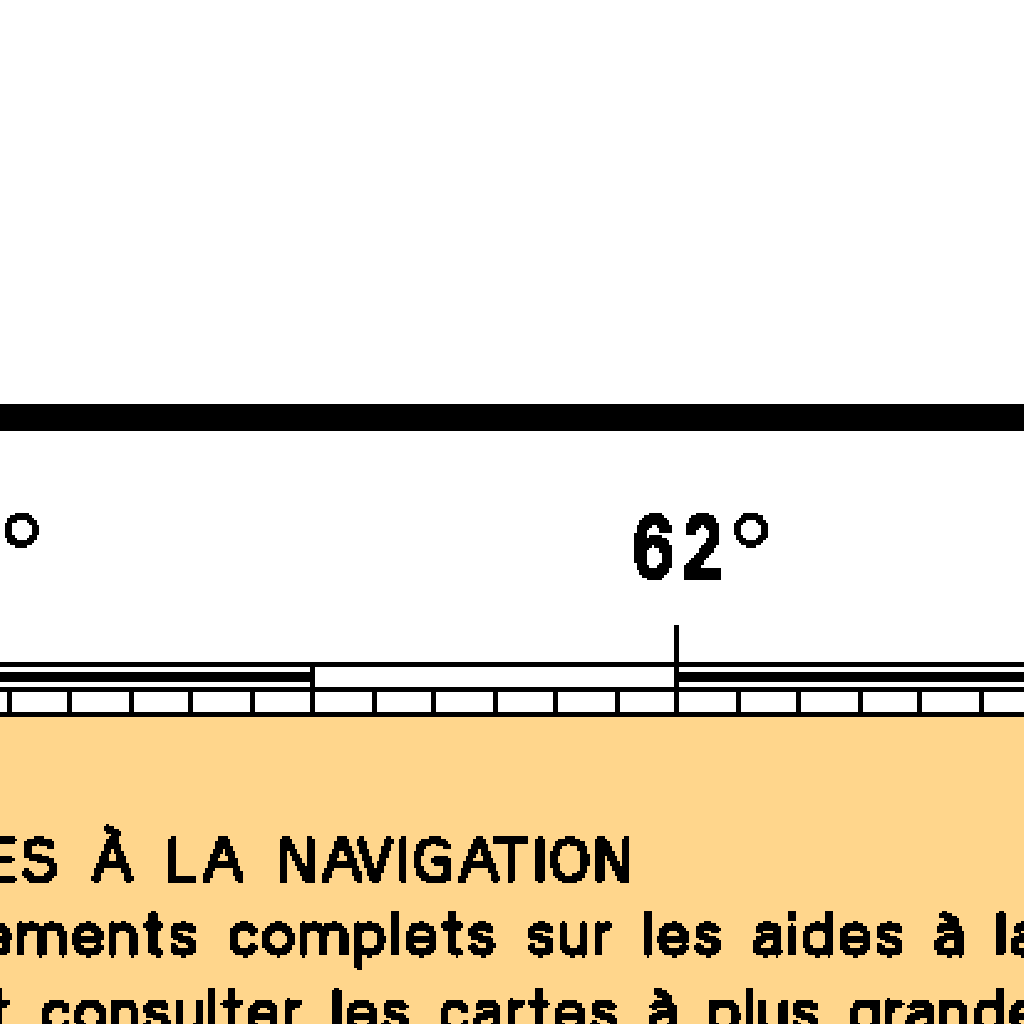 ° 62°
ES À LA NAVIGATION
ements complets sur les aides à la
t consulter les cartes à plus grande